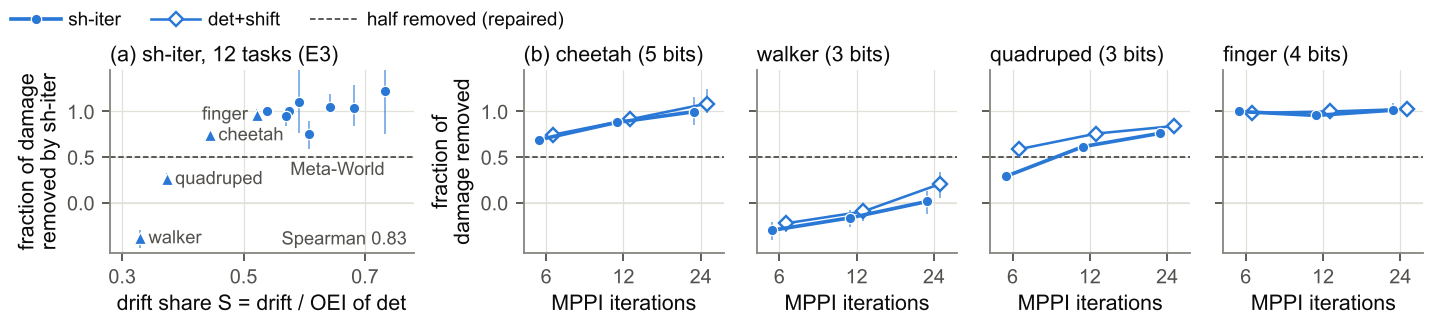 sh-iter det+shift half removed (repaired)
(a) sh-iter, 12 tasks (E3)
fraction of damage
removed by sh-iter
1.0
0.5
0.0
finger
cheetah
Meta-World
quadruped
walker
Spearman 0.83
0.3 0.5 0.7
drift share S = drift / OEI of det
(b) cheetah (5 bits)
fraction of
damage removed
1.0
0.5
0.0
6 12 24
MPPI iterations
walker (3 bits)
6 12 24
MPPI iterations
quadruped (3 bits)
6 12 24
MPPI iterations
finger (4 bits)
6 12 24
MPPI iterations